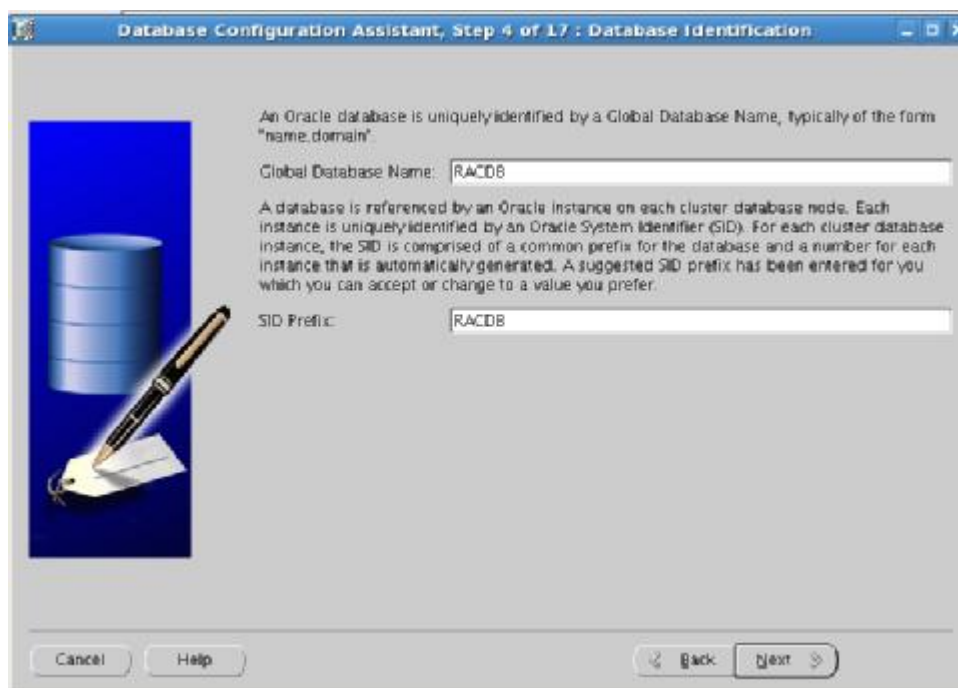 Database Configuration Assistant, Step 4 of 17 : Database Identification
An Oracle database is uniquely identified by a Global Database Name, typically of the form
"name.domain".
Global Database Name: RACDB
A database is referenced by an Oracle instance on each cluster database node. Each
instance is uniquely identified by an Oracle System Identifier (SID). For each cluster database
instance, the SID is comprised of a common prefix for the database and a number for each
instance that is automatically generated. A suggested SID prefix has been entered for you
which you can accept or change to a value you prefer.
SID Prefix: RACDB
Cancel Help Back Next